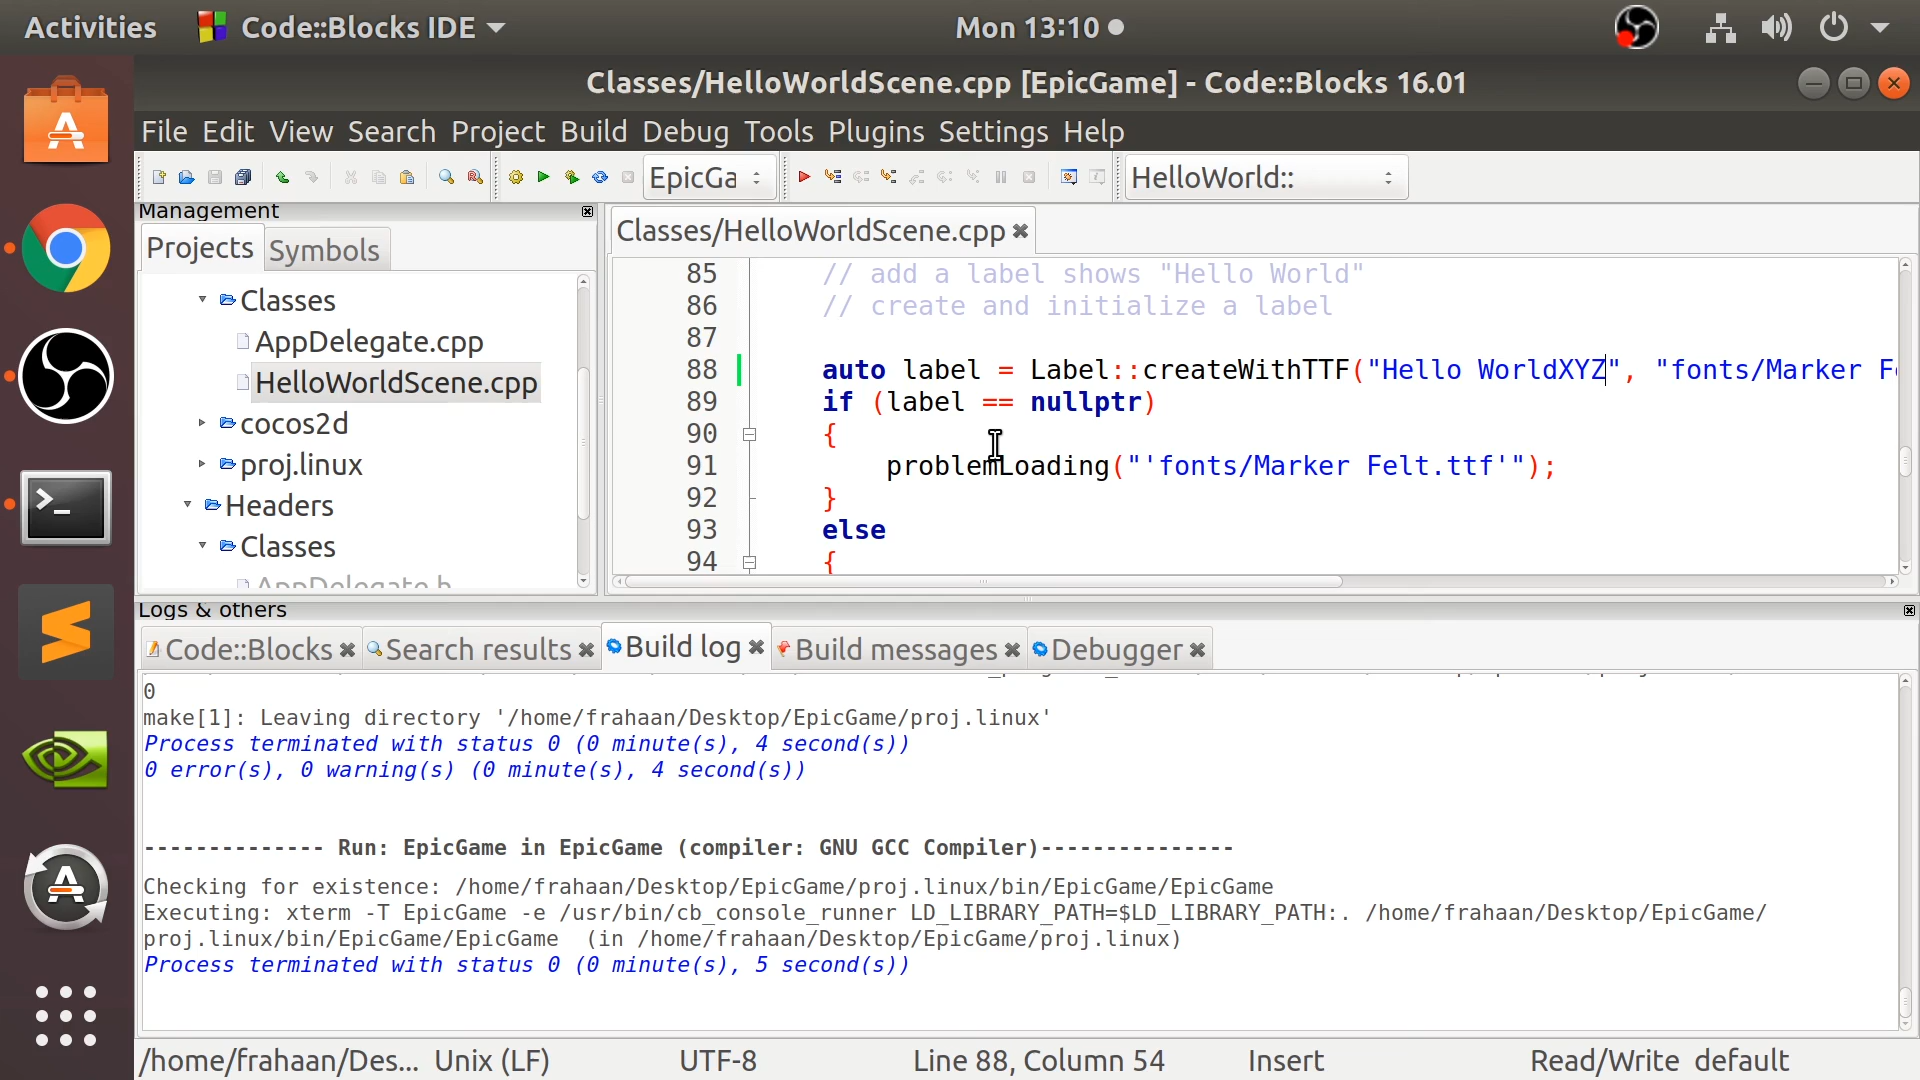 Activities Code::Blocks IDE Mon 13:10
Classes/HelloWorldScene.cpp [EpicGame] - Code::Blocks 16.01
File Edit View Search Project Build Debug Tools Plugins Settings Help
EpicGa HelloWorld::
Management
Projects Symbols
Classes
AppDelegate.cpp
HelloWorldScene.cpp
cocos2d
proj.linux
Headers
Classes
AppDelegate.h
Classes/HelloWorldScene.cpp
85 // add a label shows "Hello World"
86 // create and initialize a label
87
88 auto label = Label::createWithTTF("Hello WorldXYZ", "fonts/Marker F
89 if (label == nullptr)
90 {
91 problemLoading("'fonts/Marker Felt.ttf'");
92 }
93 else
94 {
Logs & others
Code::Blocks Search results Build log Build messages Debugger
0
make[1]: Leaving directory '/home/frahaan/Desktop/EpicGame/proj.linux'
Process terminated with status 0 (0 minute(s), 4 second(s))
0 error(s), 0 warning(s) (0 minute(s), 4 second(s))
-------------- Run: EpicGame in EpicGame (compiler: GNU GCC Compiler)---------------
Checking for existence: /home/frahaan/Desktop/EpicGame/proj.linux/bin/EpicGame/EpicGame
Executing: xterm -T EpicGame -e /usr/bin/cb_console_runner LD_LIBRARY_PATH=$LD_LIBRARY_PATH:. /home/frahaan/Desktop/EpicGame/
proj.linux/bin/EpicGame/EpicGame (in /home/frahaan/Desktop/EpicGame/proj.linux)
Process terminated with status 0 (0 minute(s), 5 second(s))
/home/frahaan/Des... Unix (LF) UTF-8 Line 88, Column 54 Insert Read/Write default